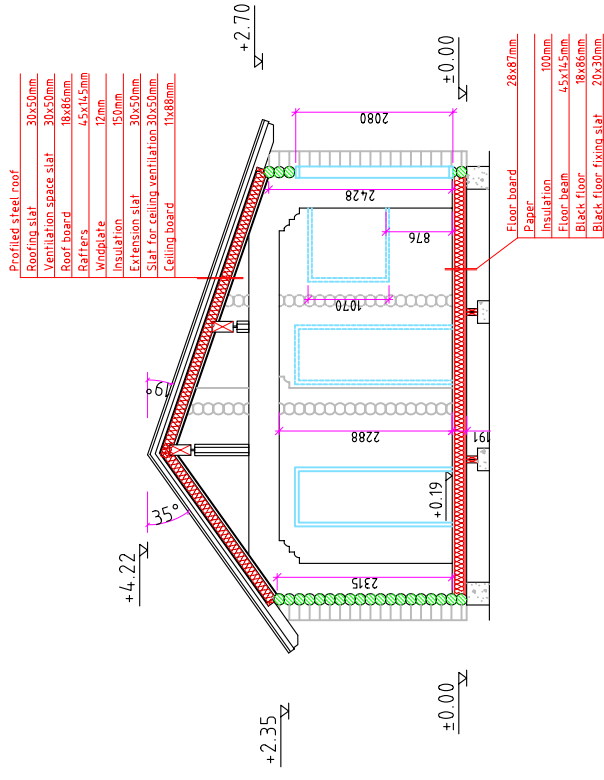 Profiled steel roof
Roofing slat 30x50mm
Ventilation space slat 30x50mm
Roof board 18x86mm
Rafters 45x145mm
Wndplate 12mm
Insulation 150mm
Extension slat 30x50mm
Slat for ceiling ventilation 30x50mm
Ceiling board 11x88mm
+2.70
±0.00
2080
2428
876
1070
19°
35°
2288
191
+0.19
2315
+4.22
+2.35
±0.00
Floor board 28x87mm
Paper
Insulation 100mm
Floor beam 45x145mm
Black floor 18x86mm
Black floor fixing slat 20x30mm